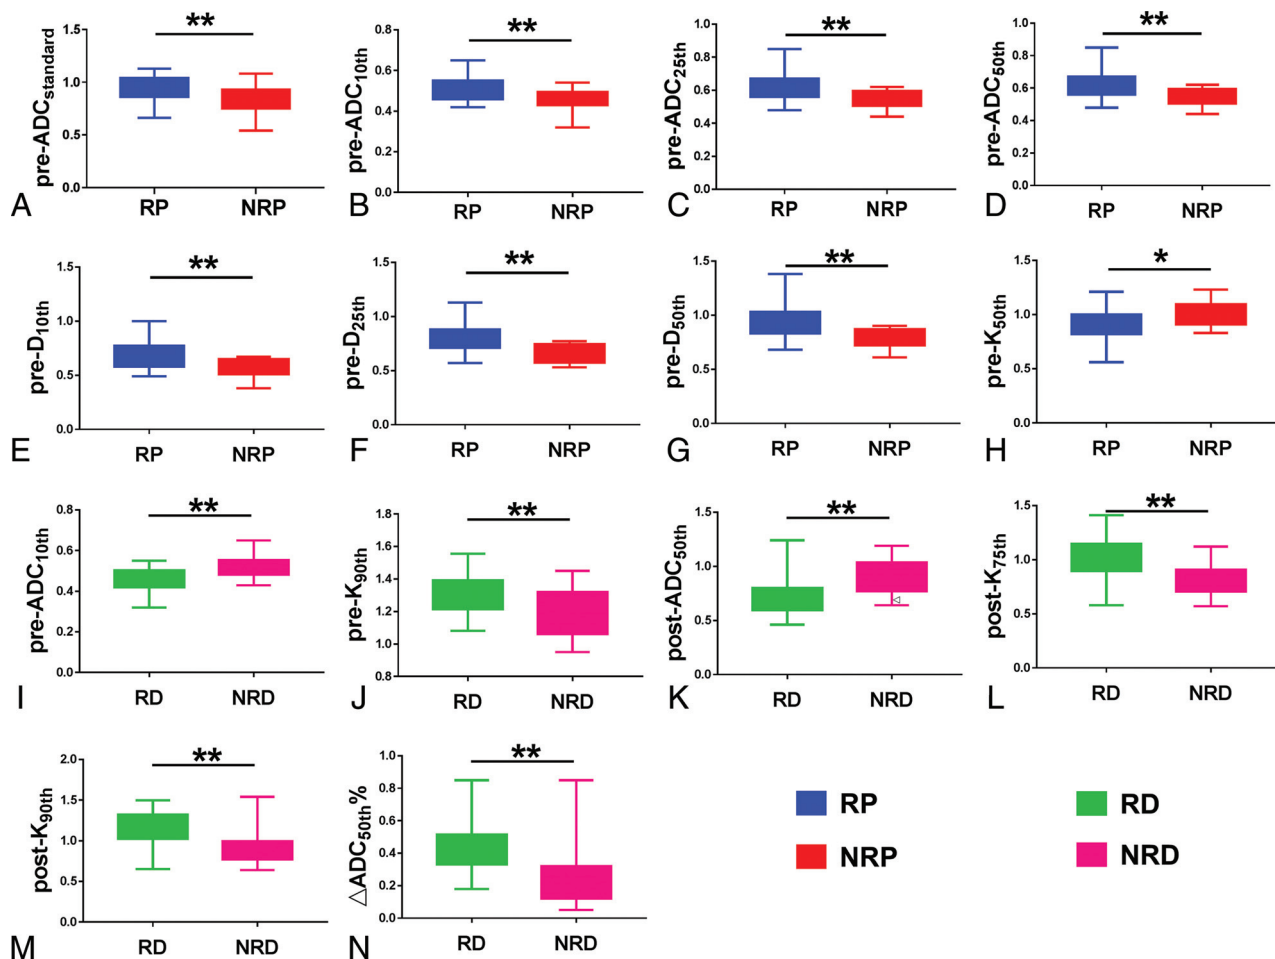 **
1.5
1.0
0.5
0.0
pre-ADCstandard
RP NRP
A
**
0.8
0.6
0.4
0.2
0.0
pre-ADC10th
RP NRP
B
**
1.0
0.8
0.6
0.4
0.2
0.0
pre-ADC25th
RP NRP
C
**
1.0
0.8
0.6
0.4
0.2
0.0
pre-ADC50th
RP NRP
D
**
1.5
1.0
0.5
0.0
pre-D10th
RP NRP
E
**
1.5
1.0
0.5
0.0
pre-D25th
RP NRP
F
**
1.5
1.0
0.5
0.0
pre-D50th
RP NRP
G
*
1.5
1.0
0.5
0.0
pre-K50th
RP NRP
H
**
0.8
0.6
0.4
0.2
0.0
pre-ADC10th
RD NRD
I
**
1.8
1.6
1.4
1.2
1.0
0.8
pre-K90th
RD NRD
J
**
1.5
1.0
0.5
0.0
post-ADC50th
RD NRD
K
**
1.5
1.0
0.5
0.0
post-K75th
RD NRD
L
**
2.0
1.5
1.0
0.5
0.0
post-K90th
RD NRD
M
**
1.0
0.8
0.6
0.4
0.2
0.0
△ADC50th%
RD NRD
N
RP
NRP
RD
NRD